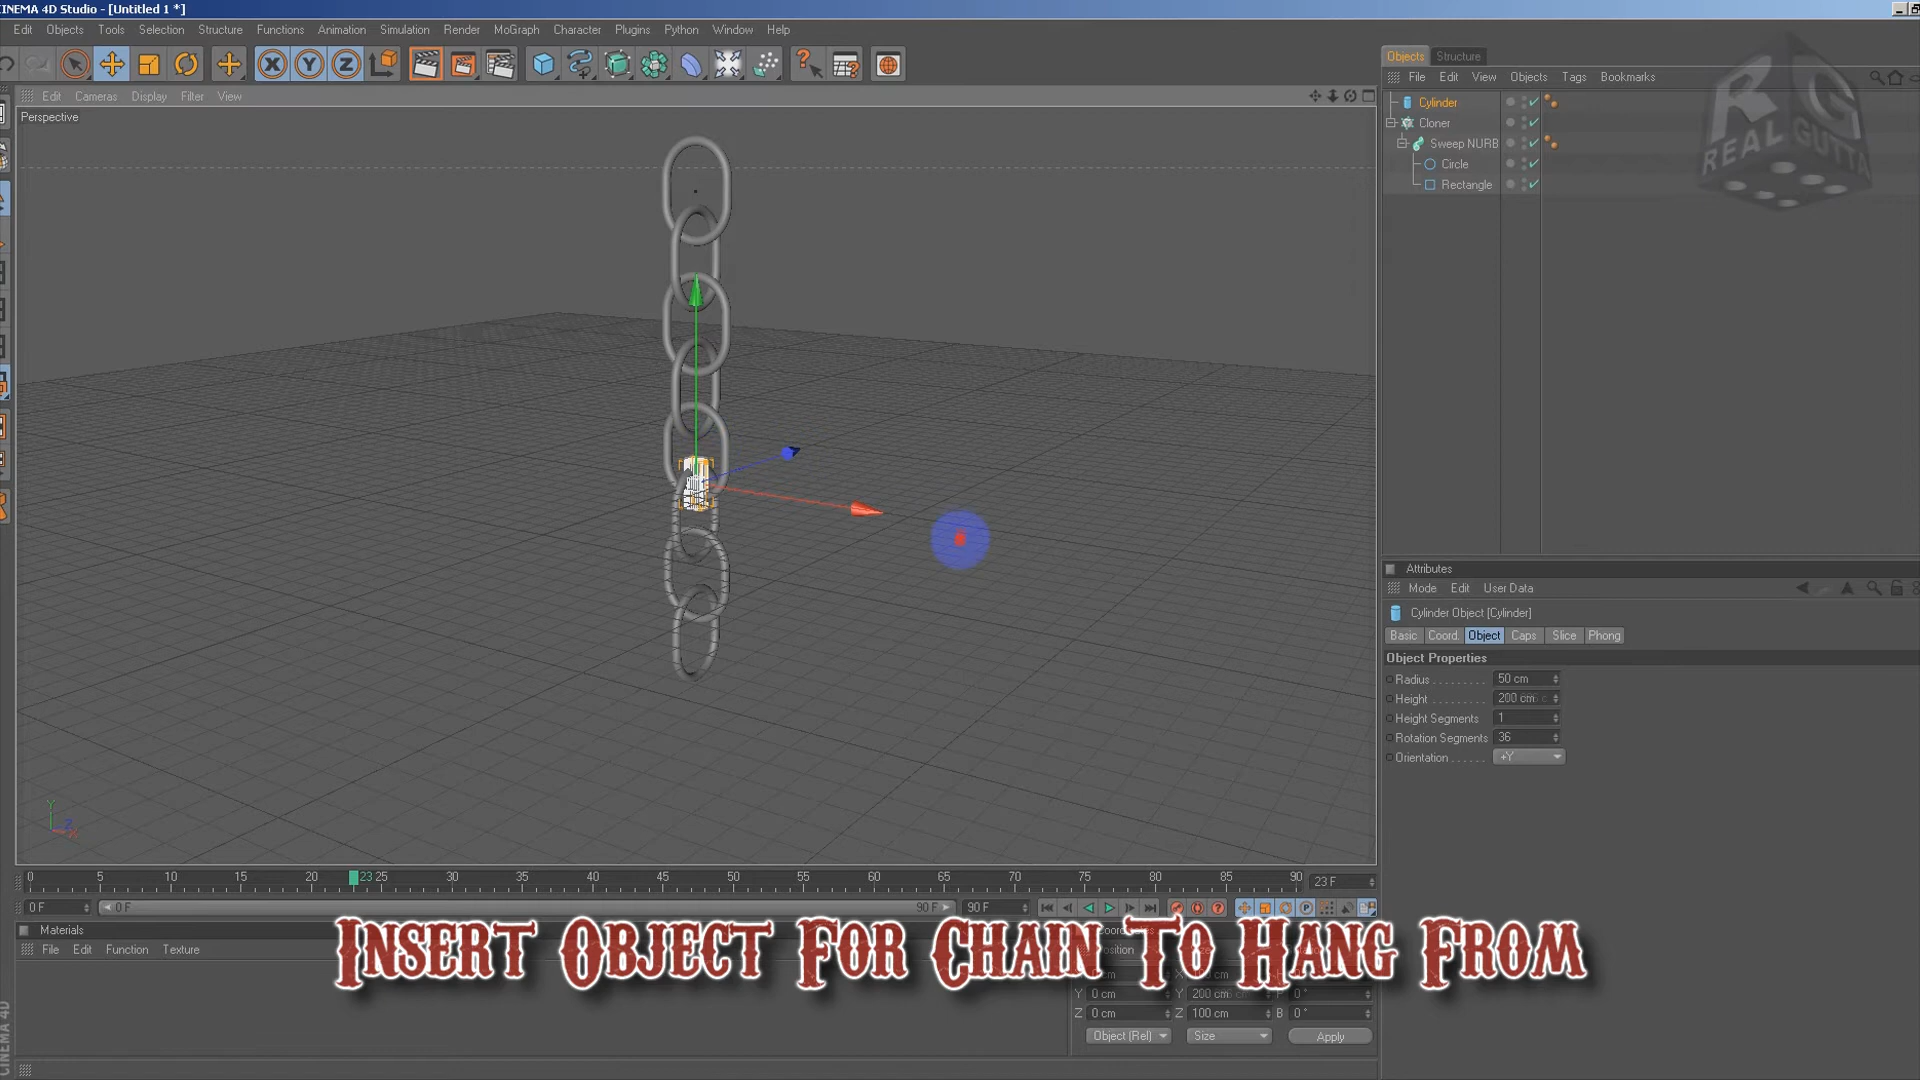 CINEMA 4D Studio - [Untitled 1 *]
Edit Objects Tools Selection Structure Functions Animation Simulation Render MoGraph Character Plugins Python Window Help
Edit Cameras Display Filter View
Perspective
Objects Structure
File Edit View Objects Tags Bookmarks
Cylinder
Cloner
Sweep NURB
Circle
Rectangle
R G
REAL GUTTA
Attributes
Mode Edit User Data
Cylinder Object [Cylinder]
Basic Coord. Object Caps Slice Phong
Object Properties
Radius 50 cm
Height 200 cm
Height Segments 1
Rotation Segments 36
Orientation +Y
Y
Z
0 5 10 15 20 23 25 30 35 40 45 50 55 60 65 70 75 80 85 90 23 F
0 F 0 F 90 F 90 F
Materials
File Edit Function Texture
INSERT OBJECT FOR CHAIN TO HANG FROM
Y 0 cm Y 200 cm P 0 °
Z 0 cm Z 100 cm B 0 °
Object (Rel) Size Apply
CINEMA 4D